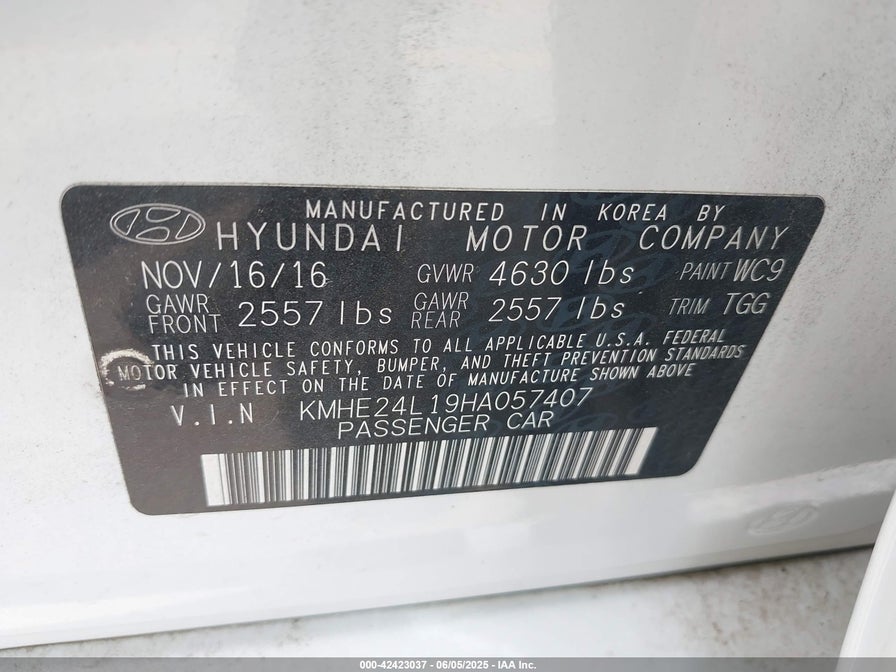 MANUFACTURED IN KOREA BY
HYUNDAI MOTOR COMPANY
NOV/16/16 GVWR 4630 lbs PAINT WC9
GAWR FRONT 2557 lbs GAWR REAR 2557 lbs TRIM TGG
THIS VEHICLE CONFORMS TO ALL APPLICABLE U.S.A. FEDERAL
MOTOR VEHICLE SAFETY, BUMPER, AND THEFT PREVENTION STANDARDS
IN EFFECT ON THE DATE OF MANUFACTURE SHOWN ABOVE
V.I.N KMHE24L19HA057407
PASSENGER CAR
000-42423037 - 06/05/2025 - IAA Inc.